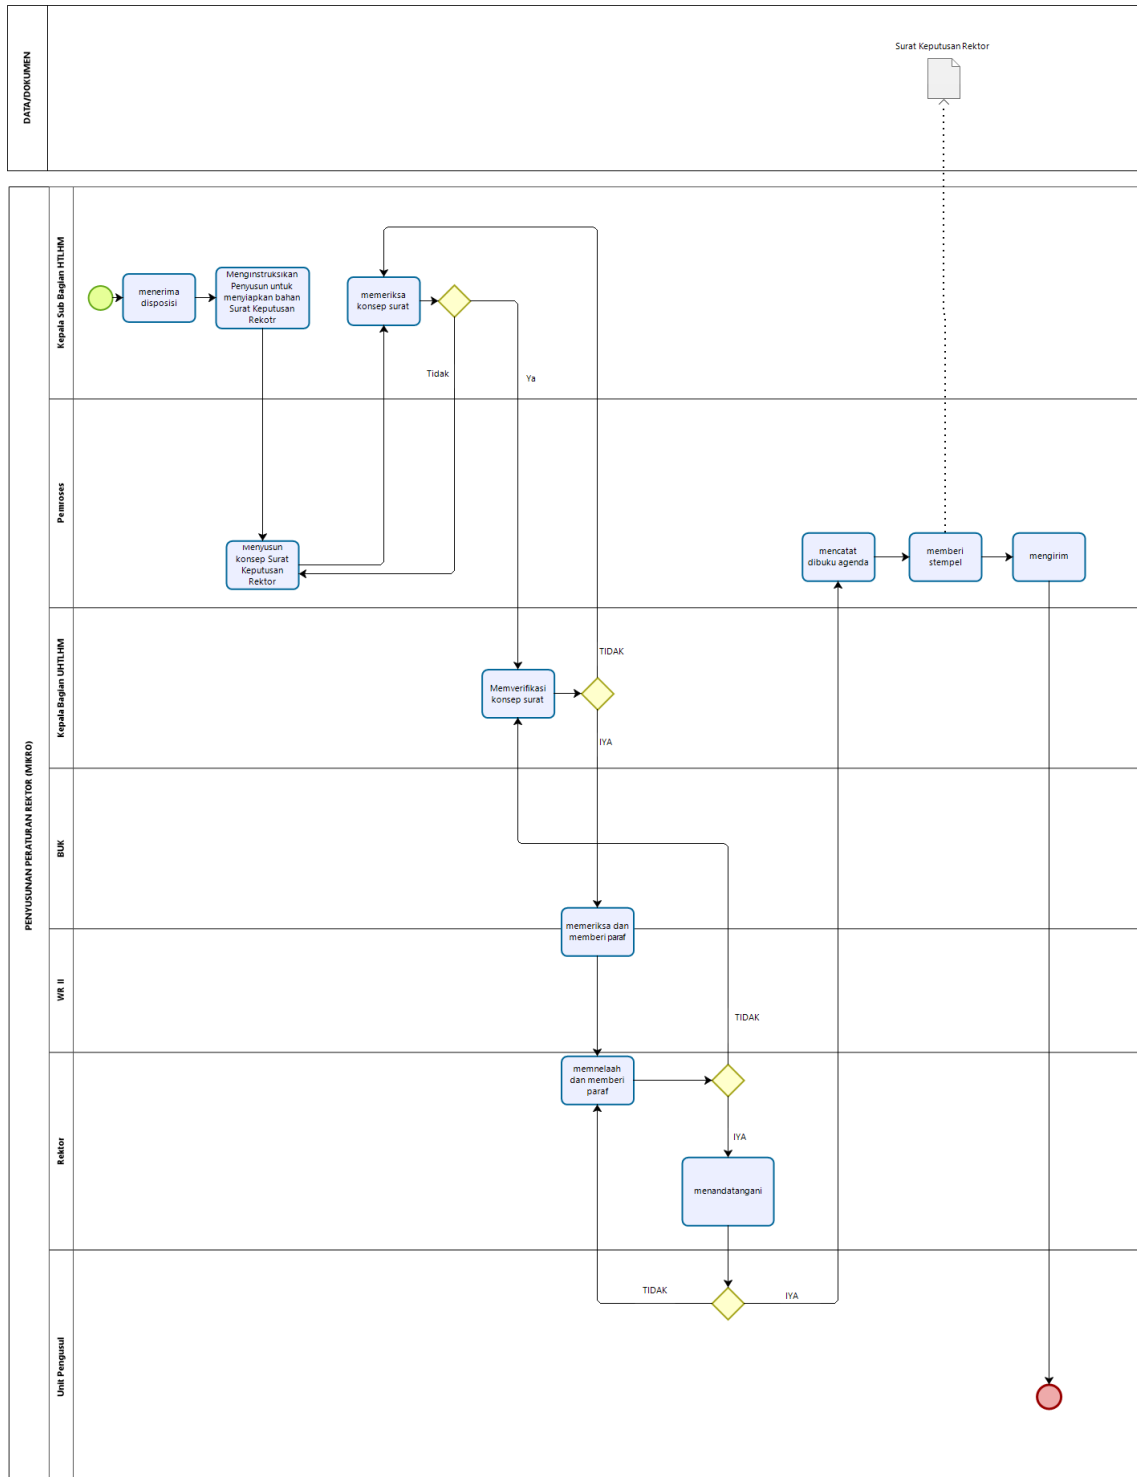 Surat Keputusan Rektor
DATA/DOKUMEN
PENYUSUNAN PERATURAN REKTOR (MIKRO)
Kepala Sub Bagian HTLHM
menerima
disposisi
Menginstruksikan
Penyusun untuk
menyiapkan bahan
Surat Keputusan
Rekotr
memeriksa
konsep surat
Tidak
Ya
Pemroses
Menyusun
konsep Surat
Keputusan
Rektor
mencatat
dibuku agenda
memberi
stempel
mengirim
Kepala Bagian UHTLHM
Memverifikasi
konsep surat
TIDAK
IYA
BUK
memeriksa dan
memberi paraf
WR II
TIDAK
Rektor
memnelaah
dan memberi
paraf
IYA
menandatangani
Unit Pengusul
TIDAK
IYA